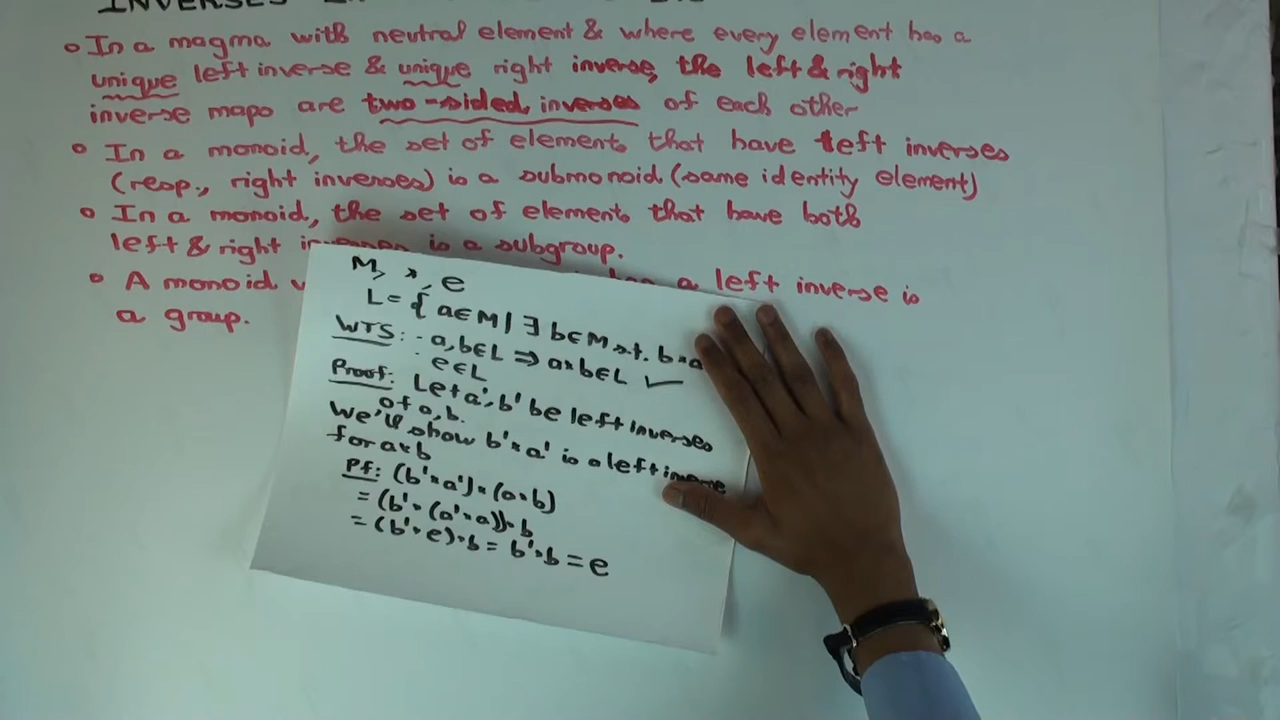 INVERSES
• In a magma with neutral element & where every element has a
unique left inverse & unique right inverse, the left & right
inverse maps are two-sided inverses of each other
• In a monoid, the set of elements that have left inverses
(resp., right inverses) is a submonoid (same identity element)
• In a monoid, the set of elements that have both
left & right is a subgroup.
• A monoid a left inverse is
a group.
M, *, e
L = { a∈M | ∃ b∈M s.t. b*a
WTS: - a,b∈L ⇒ a*b∈L ✓
- e∈L
Proof: Let a', b' be left inverses
of a, b.
We'll show b'*a' is a left inverse
for a*b
Pf: (b'*a')*(a*b)
= (b'*(a'*a))*b
= (b'*e)*b = b'*b = e